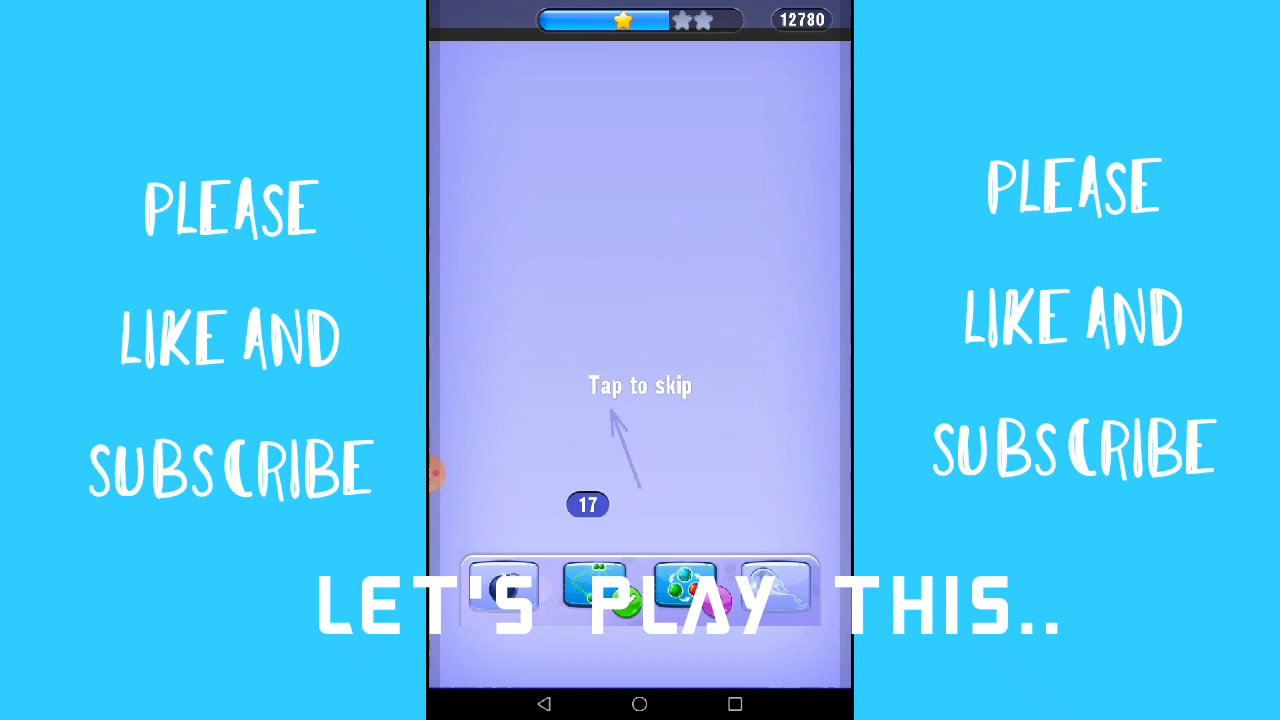 12780
PLEASE
LIKE AND
SUBSCRIBE
PLEASE
LIKE AND
SUBSCRIBE
Tap to skip
17
LET'S PLAY THIS..